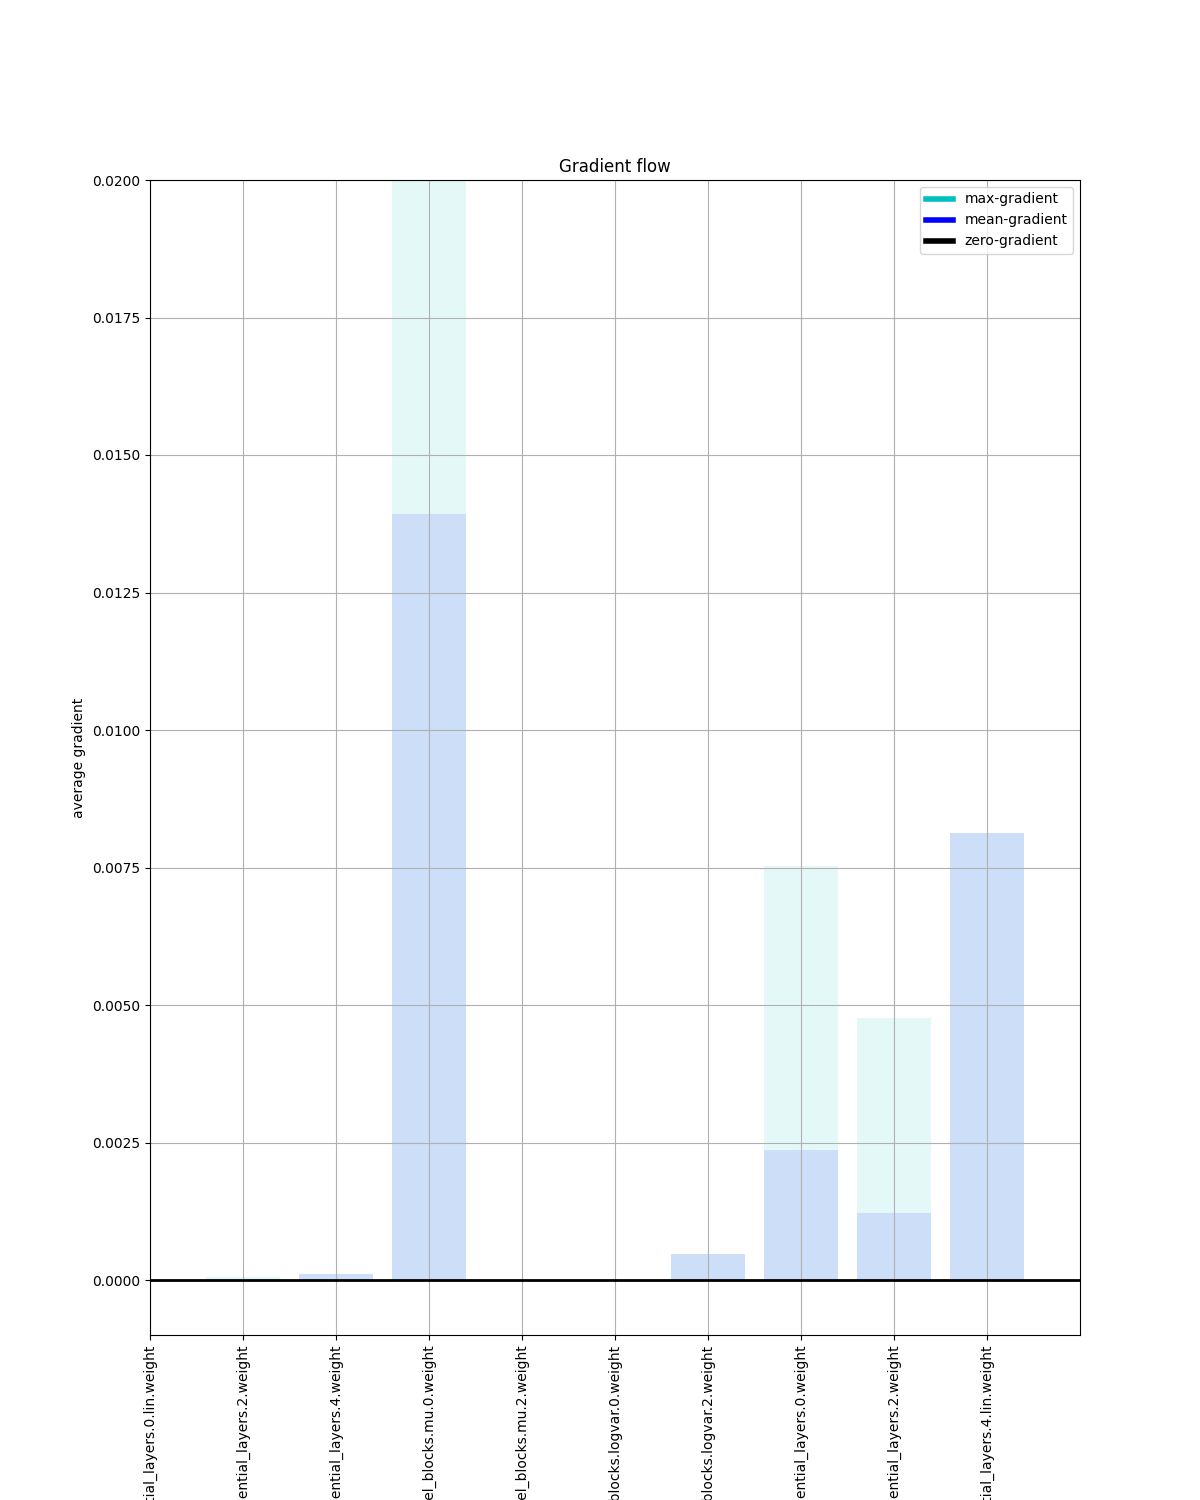 Gradient flow
max-gradient
mean-gradient
zero-gradient
0.0200
0.0175
0.0150
0.0125
0.0100
0.0075
0.0050
0.0025
0.0000
average gradient
tial_layers.0.lin.weight
ential_layers.2.weight
ential_layers.4.weight
el_blocks.mu.0.weight
el_blocks.mu.2.weight
blocks.logvar.0.weight
blocks.logvar.2.weight
ential_layers.0.weight
ential_layers.2.weight
tial_layers.4.lin.weight